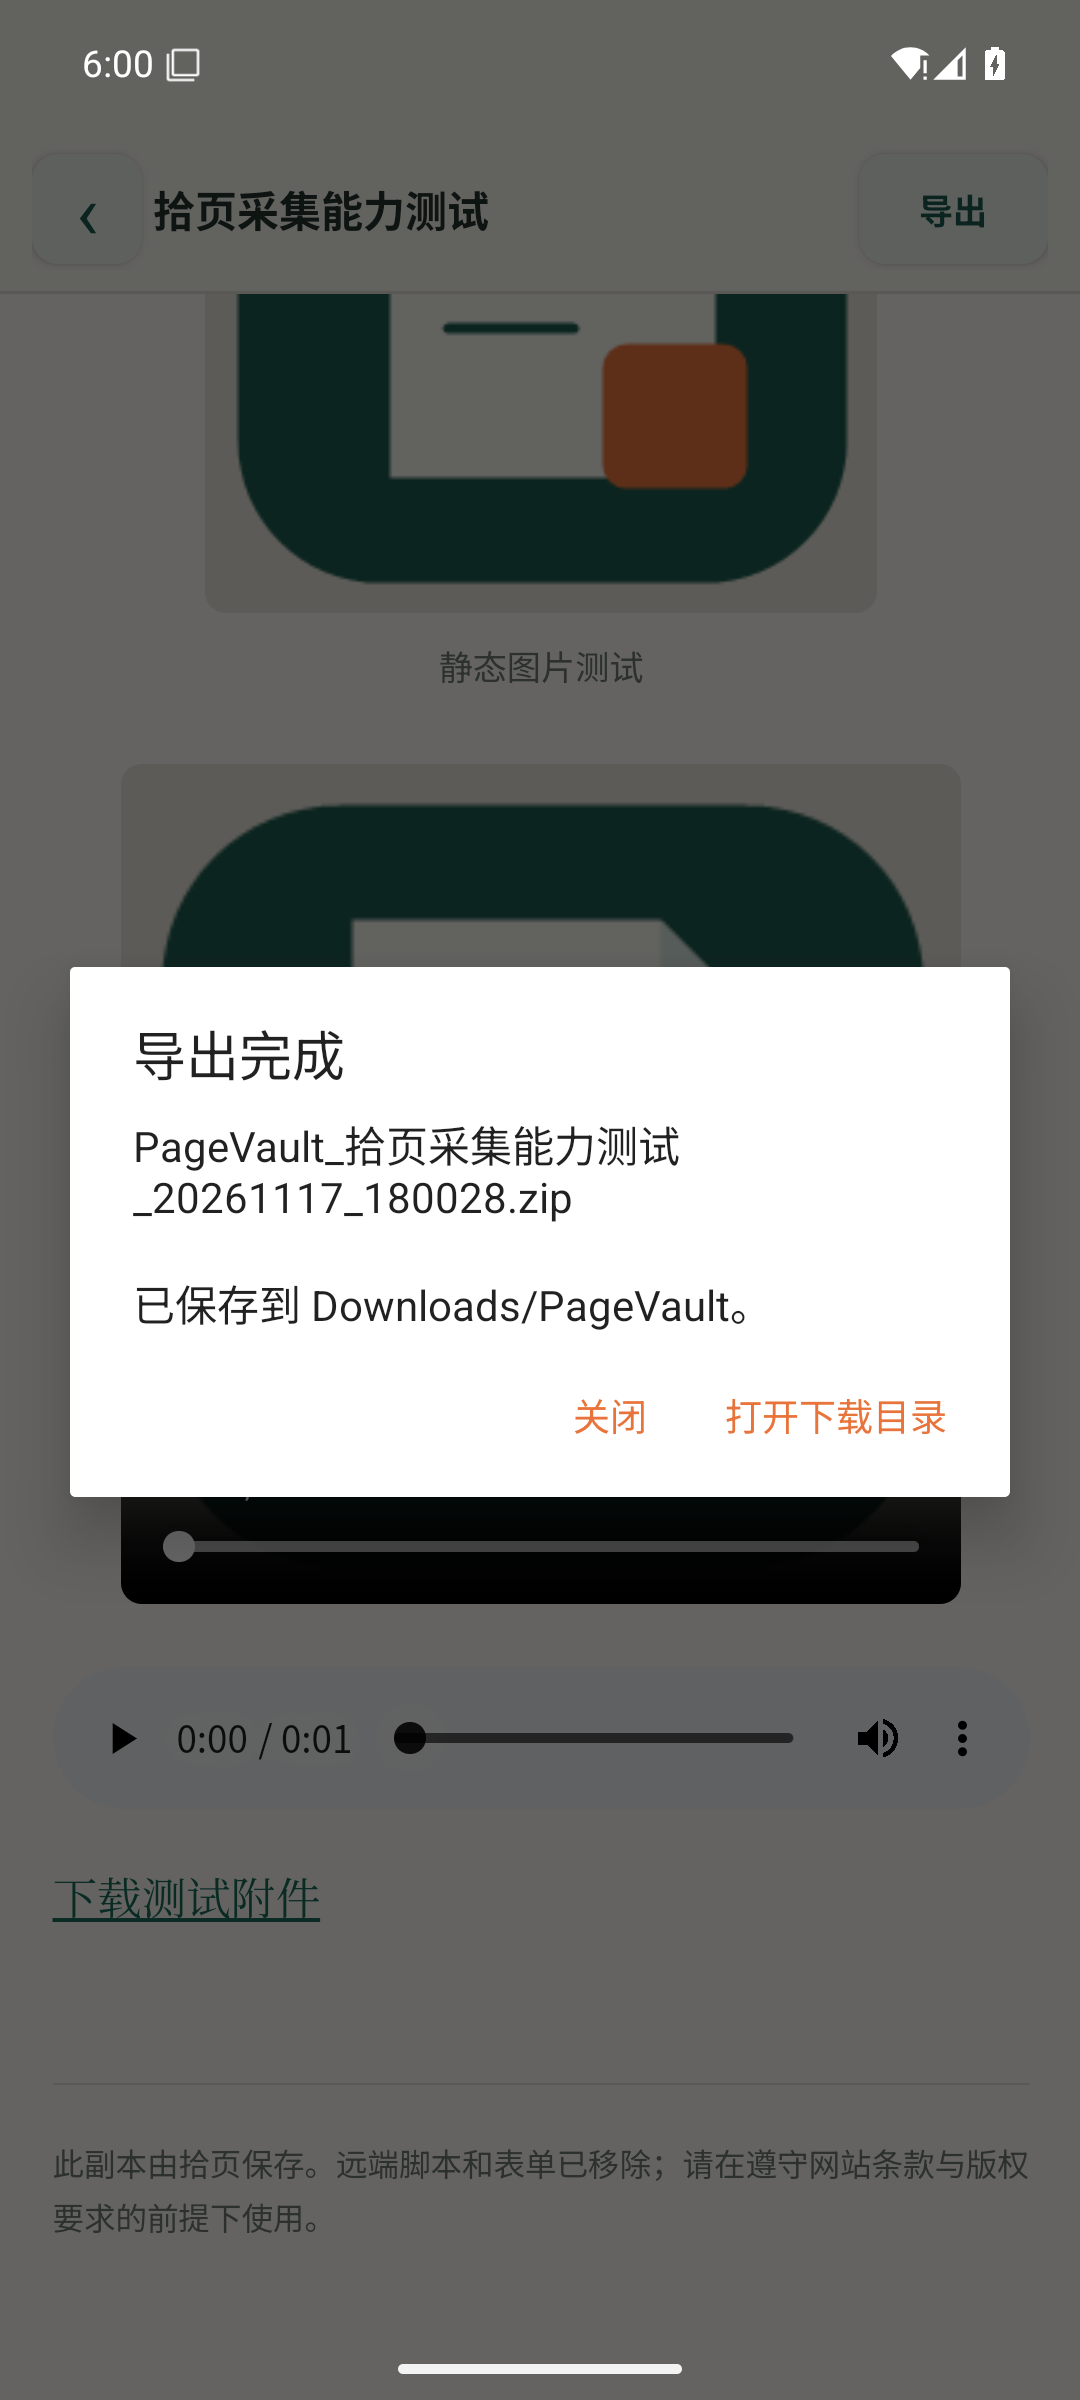 6:00
拾页采集能力测试
导出
静态图片测试
导出完成
PageVault_拾页采集能力测试
_20261117_180028.zip
已保存到 Downloads/PageVault。
关闭
打开下载目录
0:00 / 0:01
下载测试附件
此副本由拾页保存。远端脚本和表单已移除；请在遵守网站条款与版权
要求的前提下使用。